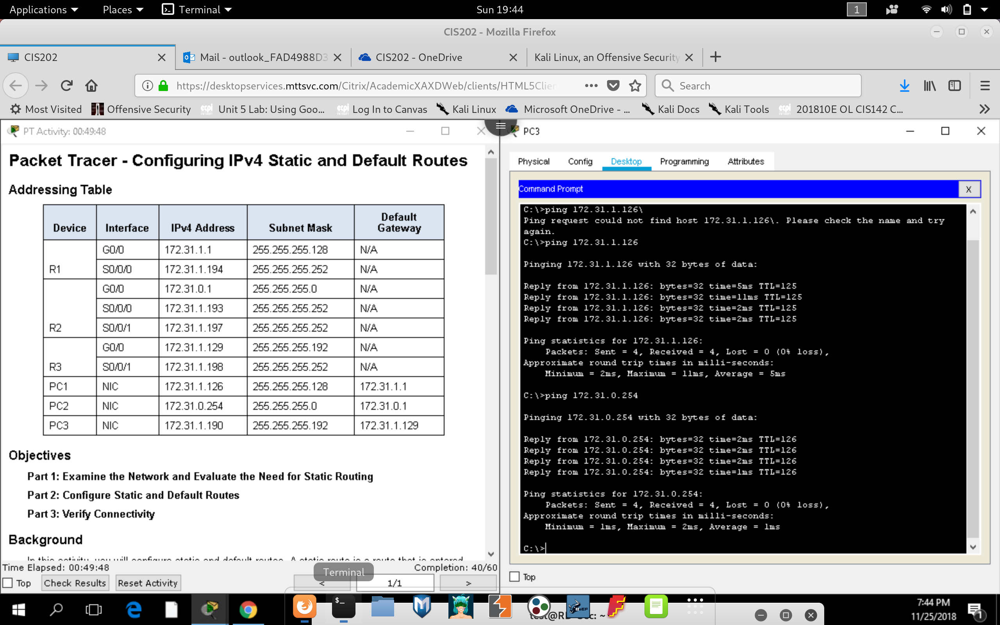 Applications Places Terminal Sun 19:44 1
CIS202 - Mozilla Firefox
CIS202 Mail - outlook_FAD4988D3 CIS202 - OneDrive Kali Linux, an Offensive Security
https://desktopservices.mttsvc.com/Citrix/AcademicXAXDWeb/clients/HTML5Clien Search
Most Visited Offensive Security Unit 5 Lab: Using Goo... Log In to Canvas Kali Linux Microsoft OneDrive - ... Kali Docs Kali Tools 201810E OL CIS142 C...
PT Activity: 00:49:48
Packet Tracer - Configuring IPv4 Static and Default Routes
Addressing Table
Device Interface IPv4 Address Subnet Mask Default Gateway
R1 G0/0 172.31.1.1 255.255.255.128 N/A
S0/0/0 172.31.1.194 255.255.255.252 N/A
R2 G0/0 172.31.0.1 255.255.255.0 N/A
S0/0/0 172.31.1.193 255.255.255.252 N/A
S0/0/1 172.31.1.197 255.255.255.252 N/A
R3 G0/0 172.31.1.129 255.255.255.192 N/A
S0/0/1 172.31.1.198 255.255.255.252 N/A
PC1 NIC 172.31.1.126 255.255.255.128 172.31.1.1
PC2 NIC 172.31.0.254 255.255.255.0 172.31.0.1
PC3 NIC 172.31.1.190 255.255.255.192 172.31.1.129
Objectives
Part 1: Examine the Network and Evaluate the Need for Static Routing
Part 2: Configure Static and Default Routes
Part 3: Verify Connectivity
Background
In this activity, you will configure static and default routes. A static route is a route that is entered
Time Elapsed: 00:49:48 Completion: 40/60
Top Check Results Reset Activity < 1/1 >
Terminal
PC3
Physical Config Desktop Programming Attributes
Command Prompt X
C:\>ping 172.31.1.126\
Ping request could not find host 172.31.1.126\. Please check the name and try
again.
C:\>ping 172.31.1.126
Pinging 172.31.1.126 with 32 bytes of data:
Reply from 172.31.1.126: bytes=32 time=5ms TTL=125
Reply from 172.31.1.126: bytes=32 time=11ms TTL=125
Reply from 172.31.1.126: bytes=32 time=2ms TTL=125
Reply from 172.31.1.126: bytes=32 time=2ms TTL=125
Ping statistics for 172.31.1.126:
Packets: Sent = 4, Received = 4, Lost = 0 (0% loss),
Approximate round trip times in milli-seconds:
Minimum = 2ms, Maximum = 11ms, Average = 5ms
C:\>ping 172.31.0.254
Pinging 172.31.0.254 with 32 bytes of data:
Reply from 172.31.0.254: bytes=32 time=2ms TTL=126
Reply from 172.31.0.254: bytes=32 time=2ms TTL=126
Reply from 172.31.0.254: bytes=32 time=2ms TTL=126
Reply from 172.31.0.254: bytes=32 time=1ms TTL=126
Ping statistics for 172.31.0.254:
Packets: Sent = 4, Received = 4, Lost = 0 (0% loss),
Approximate round trip times in milli-seconds:
Minimum = 1ms, Maximum = 2ms, Average = 1ms
C:\>
Top
BeEF
7:44 PM
11/25/2018
1